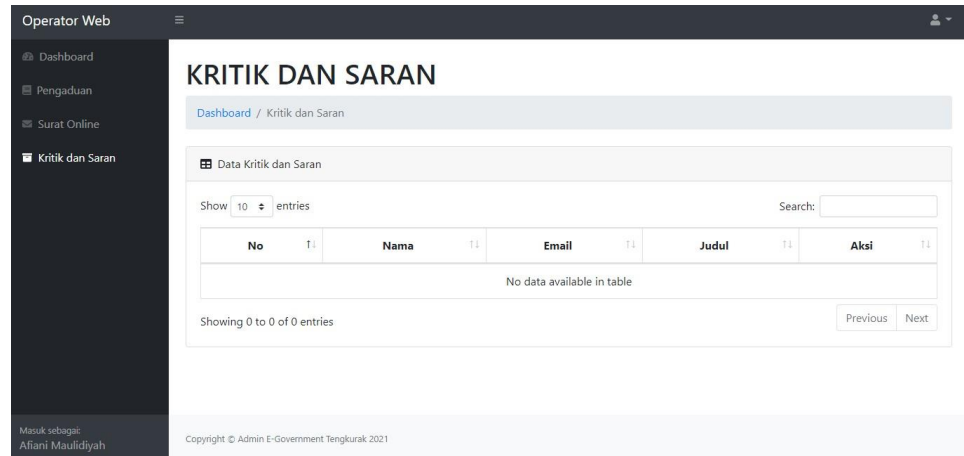 Operator Web
Dashboard
Pengaduan
Surat Online
Kritik dan Saran
Masuk sebagai:
Afiani Maulidiyah
KRITIK DAN SARAN
Dashboard / Kritik dan Saran
Data Kritik dan Saran
Show 10 entries Search:
No Nama Email Judul Aksi
No data available in table
Showing 0 to 0 of 0 entries Previous Next
Copyright © Admin E-Government Tengkurak 2021